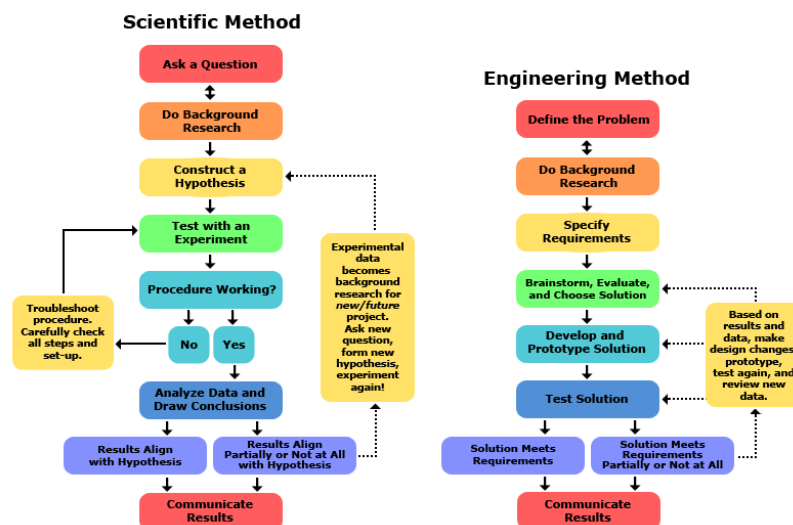 Scientific Method
Ask a Question
Do Background
Research
Construct a
Hypothesis
Test with an
Experiment
Procedure Working?
No
Yes
Troubleshoot
procedure.
Carefully check
all steps and
set-up.
Experimental
data
becomes
background
research for
new/future
project.
Ask new
question,
form new
hypothesis,
experiment
again!
Analyze Data and
Draw Conclusions
Results Align
with Hypothesis
Results Align
Partially or Not at All
with Hypothesis
Communicate
Results
Engineering Method
Define the Problem
Do Background
Research
Specify
Requirements
Brainstorm, Evaluate,
and Choose Solution
Develop and
Prototype Solution
Test Solution
Based on
results and
data, make
design changes,
prototype,
test again, and
review new
data.
Solution Meets
Requirements
Solution Meets
Requirements
Partially or Not at All
Communicate
Results